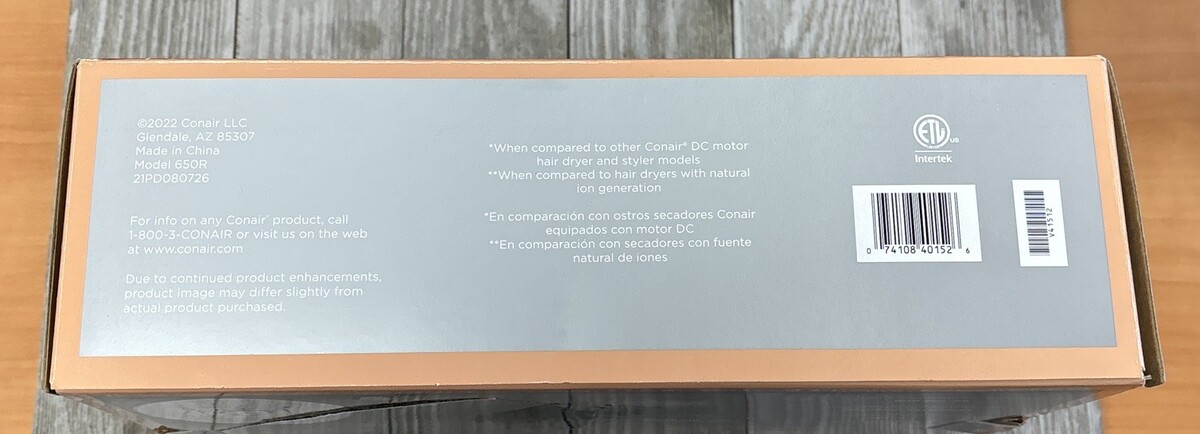 ©2022 Conair LLC
Glendale, AZ 85307
Made in China
Model 650R
21PD080726
For info on any Conair® product, call
1-800-3-CONAIR or visit us on the web
at www.conair.com
Due to continued product enhancements,
product image may differ slightly from
actual product purchased.
*When compared to other Conair® DC motor
hair dryer and styler models
**When compared to hair dryers with natural
ion generation
*En comparación con ostros secadores Conair
equipados con motor DC
**En comparación con secadores con fuente
natural de iones
ETL US
Intertek
0 74108 40152 6
V41512